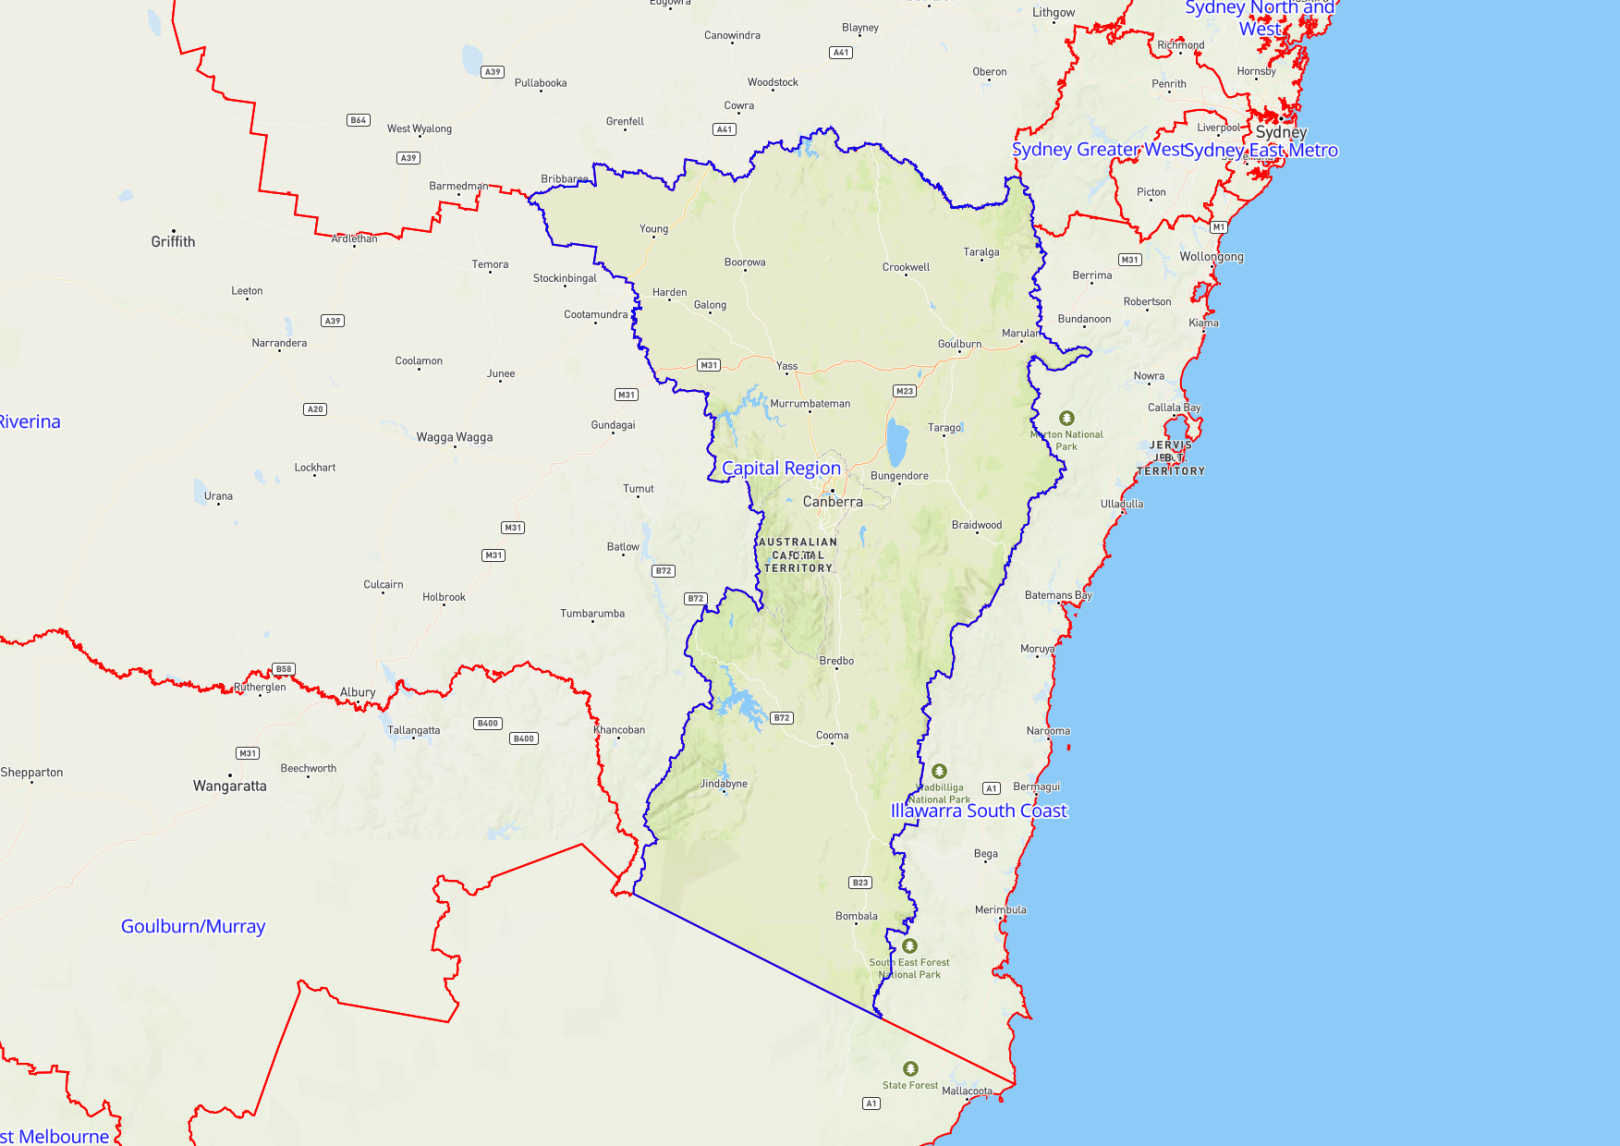 Sydney North and
West
Lithgow
Canowindra
Blayney
A41
Richmond
Oberon
Hornsby
A39
Pullabooka
Woodstock
Penrith
Cowra
B64
Grenfell
A41
West Wyalong
Liverpool
Sydney
A39
Sydney Greater West
Sydney East Metro
Bribbaree
Barmedman
Picton
Griffith
Ardlethan
Young
M1
Temora
Boorowa
Crookwell
Taralga
M31
Wollongong
Stockinbingal
Berrima
Leeton
Harden
Galong
Robertson
A39
Cootamundra
Bundanoon
Kiama
Narrandera
Marulan
Goulburn
Coolamon
M31
Yass
Junee
Nowra
M31
M23
A20
Murrumbateman
Callala Bay
Riverina
Gundagai
Tarago
Morton National
Park
Wagga Wagga
JERVIS
TERRITORY
Lockhart
Capital Region
Bungendore
Urana
Tumut
Canberra
Ulladulla
M31
Braidwood
Batlow
AUSTRALIAN
TERRITORY
M31
B72
Culcairn
Holbrook
B72
Batemans Bay
Tumbarumba
Moruya
B58
Bredbo
Rutherglen
Albury
B72
Tallangatta
B400
B400
Khancoban
Cooma
Narooma
M31
Shepparton
Beechworth
Wangaratta
Jindabyne
Wadbilliga
National Park
A1
Bermagui
Illawarra South Coast
Bega
B23
Goulburn/Murray
Bombala
Merimbula
South East Forest
National Park
State Forest
Mallacoota
A1
st Melbourne